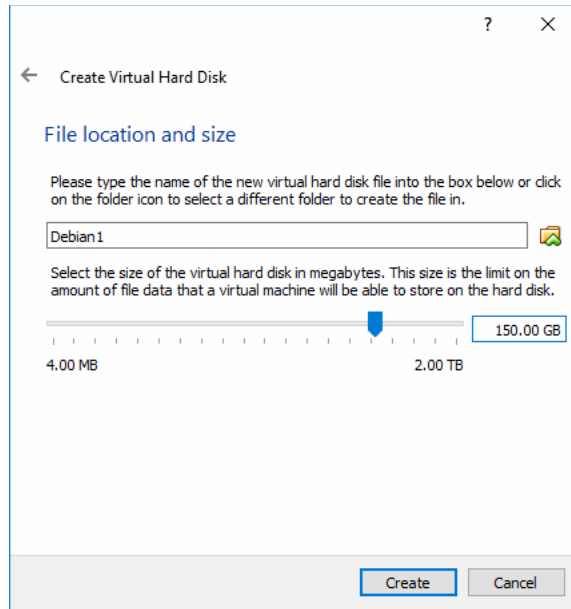 ?
Create Virtual Hard Disk
File location and size
Please type the name of the new virtual hard disk file into the box below or click
on the folder icon to select a different folder to create the file in.
Debian1
Select the size of the virtual hard disk in megabytes. This size is the limit on the
amount of file data that a virtual machine will be able to store on the hard disk.
150.00 GB
4.00 MB 2.00 TB
Create Cancel